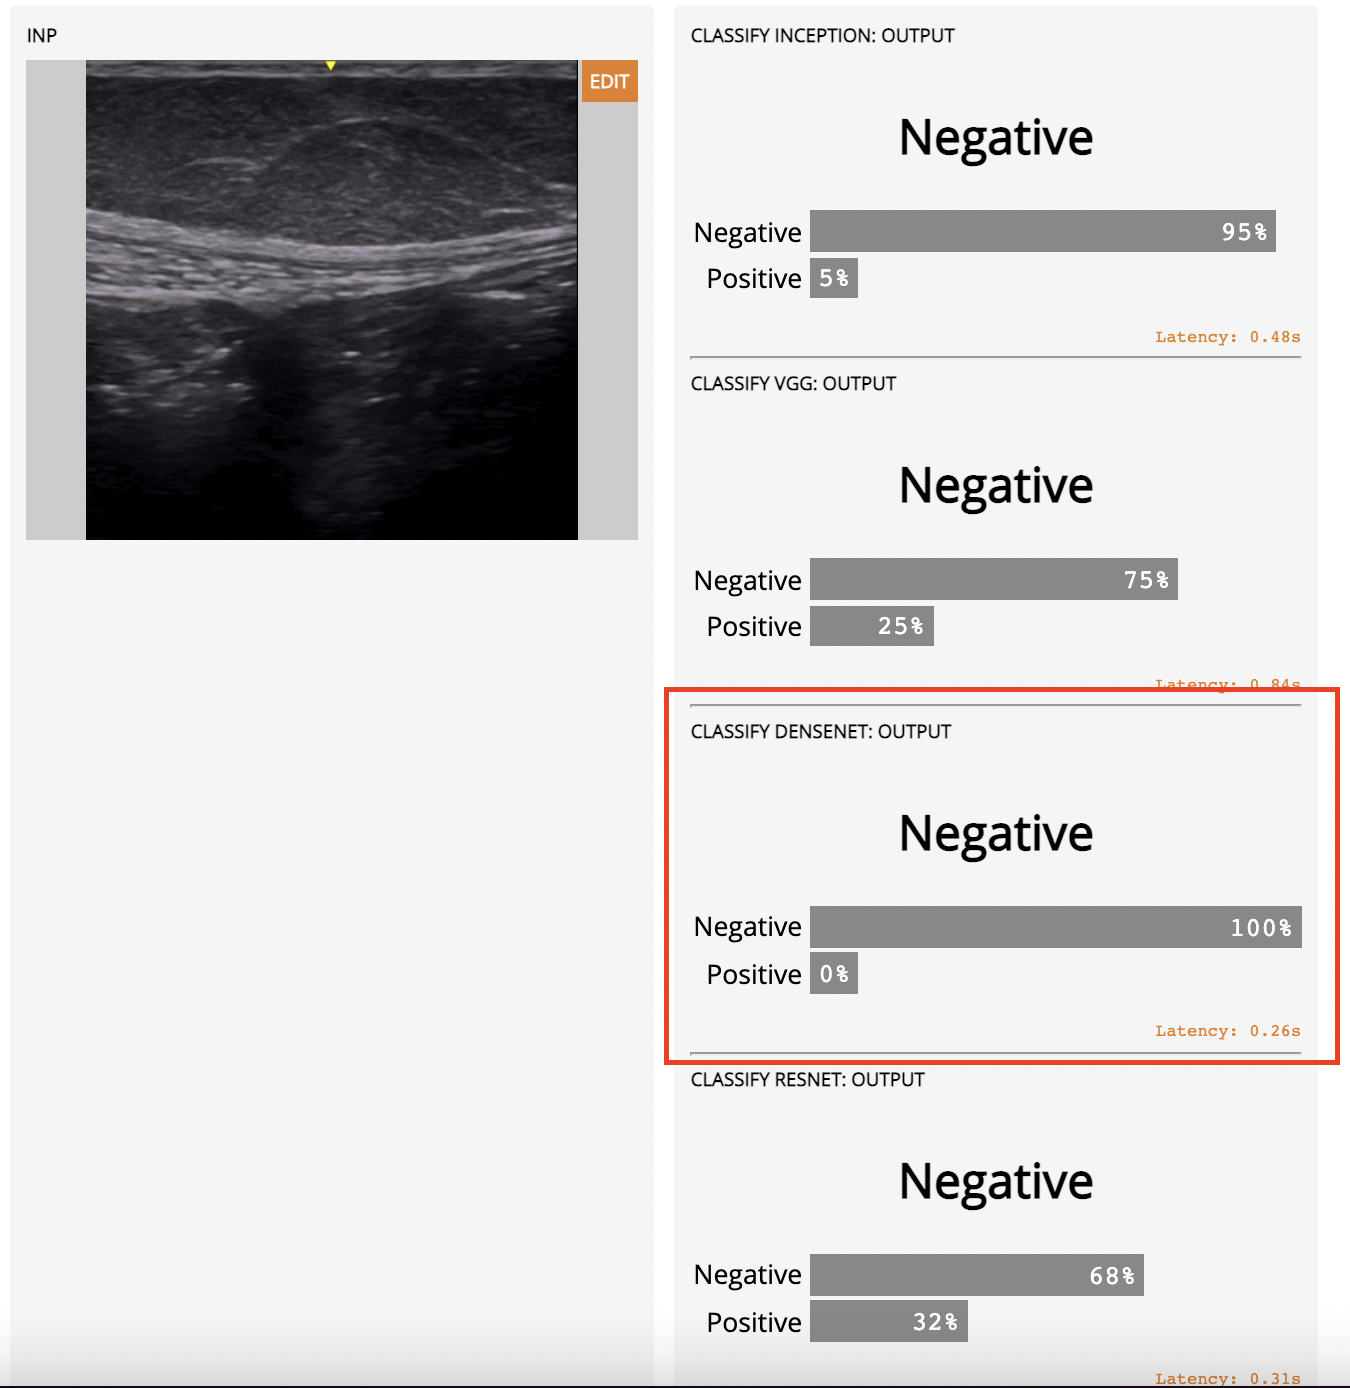 INP
EDIT
CLASSIFY INCEPTION: OUTPUT
Negative
Negative 95%
Positive 5%
Latency: 0.48s
CLASSIFY VGG: OUTPUT
Negative
Negative 75%
Positive 25%
Latency: 0.84s
CLASSIFY DENSENET: OUTPUT
Negative
Negative 100%
Positive 0%
Latency: 0.26s
CLASSIFY RESNET: OUTPUT
Negative
Negative 68%
Positive 32%
Latency: 0.31s